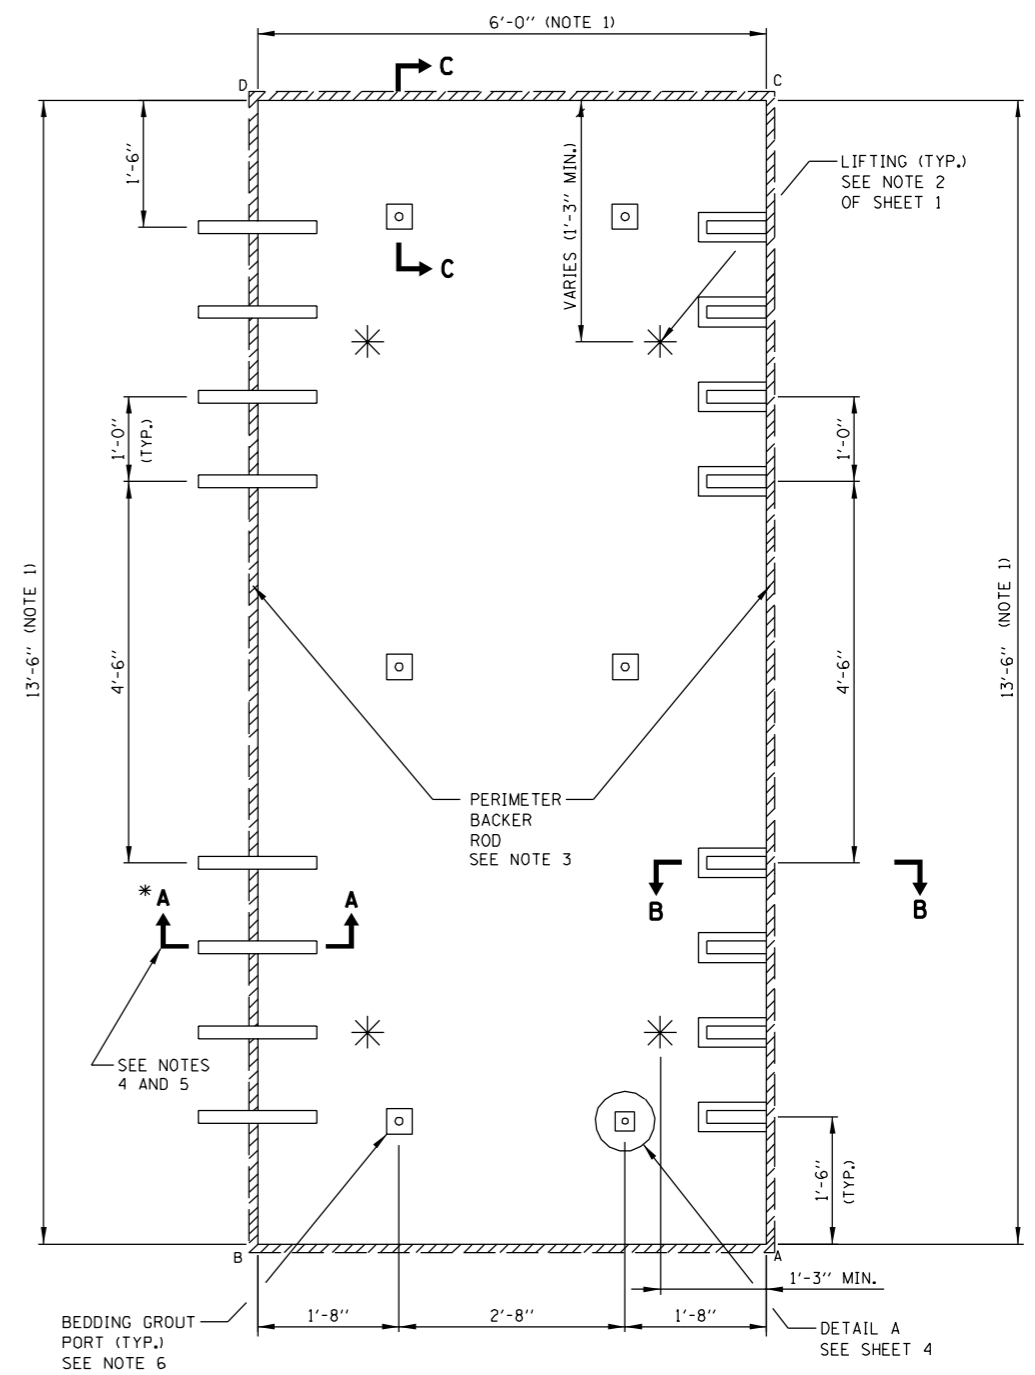 6'-0" (NOTE 1)
C
D
C
1'-6"
VARIES (1'-3" MIN.)
LIFTING (TYP.)
SEE NOTE 2
OF SHEET 1
C
1'-0"
(TYP.)
1'-0"
13'-6" (NOTE 1)
13'-6" (NOTE 1)
4'-6"
4'-6"
PERIMETER
BACKER
ROD
SEE NOTE 3
*A
A
B
B
SEE NOTES
4 AND 5
1'-6"
(TYP.)
B
A
1'-3" MIN.
BEDDING GROUT
PORT (TYP.)
SEE NOTE 6
1'-8"
2'-8"
1'-8"
DETAIL A
SEE SHEET 4